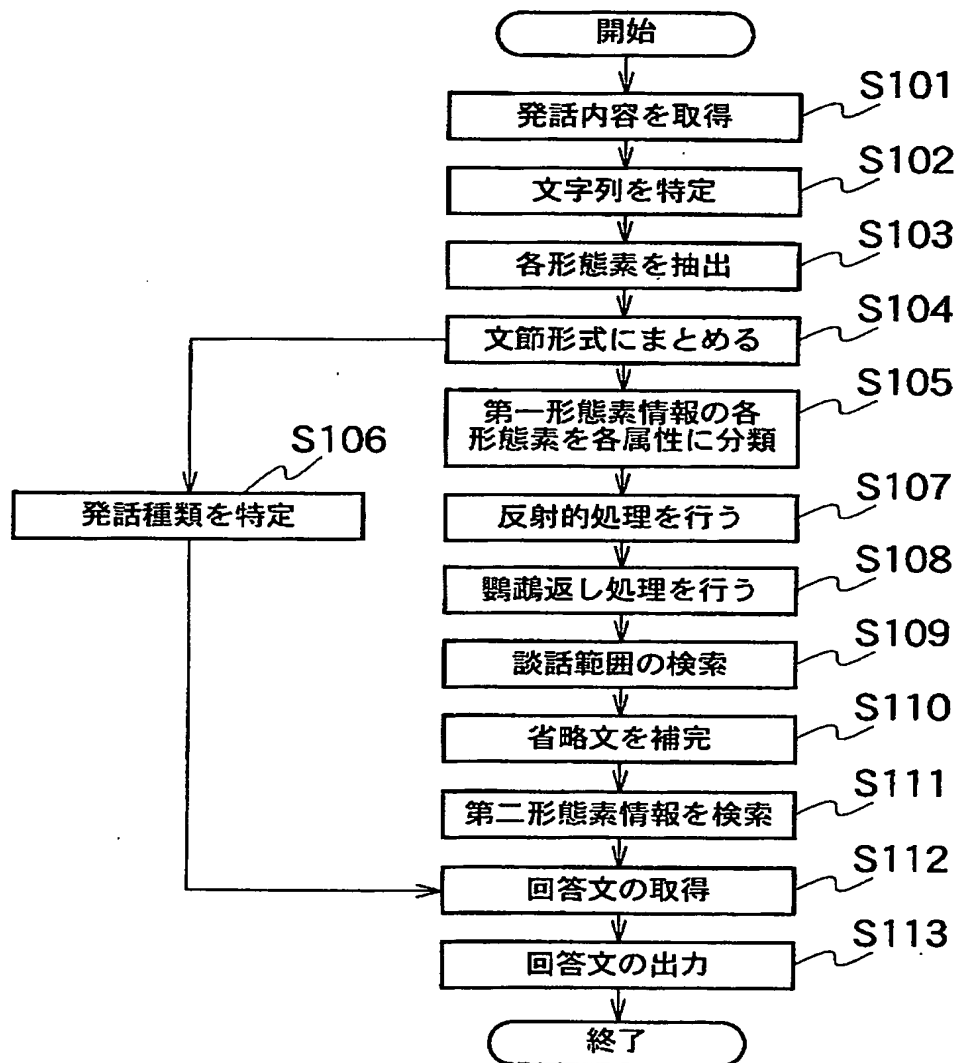 開始
S101
発話内容を取得
S102
文字列を特定
S103
各形態素を抽出
S104
文節形式にまとめる
S105
第一形態素情報の各
形態素を各属性に分類
S106
発話種類を特定
S107
反射的処理を行う
S108
鸚鵡返し処理を行う
S109
談話範囲の検索
S110
省略文を補完
S111
第二形態素情報を検索
S112
回答文の取得
S113
回答文の出力
終了